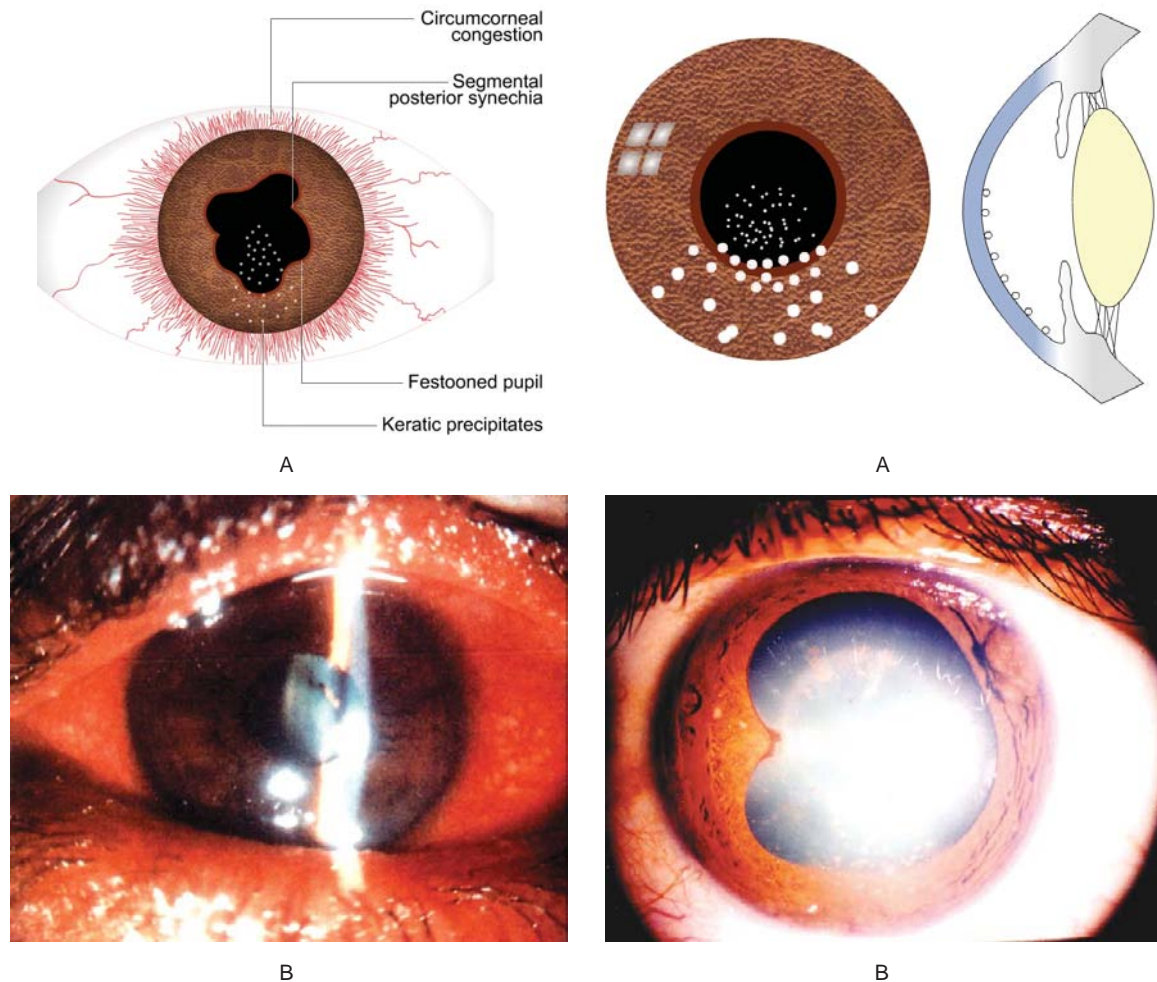 Circumcorneal
congestion
Segmental
posterior synechia
Festooned pupil
Keratic precipitates
A
A
B
B